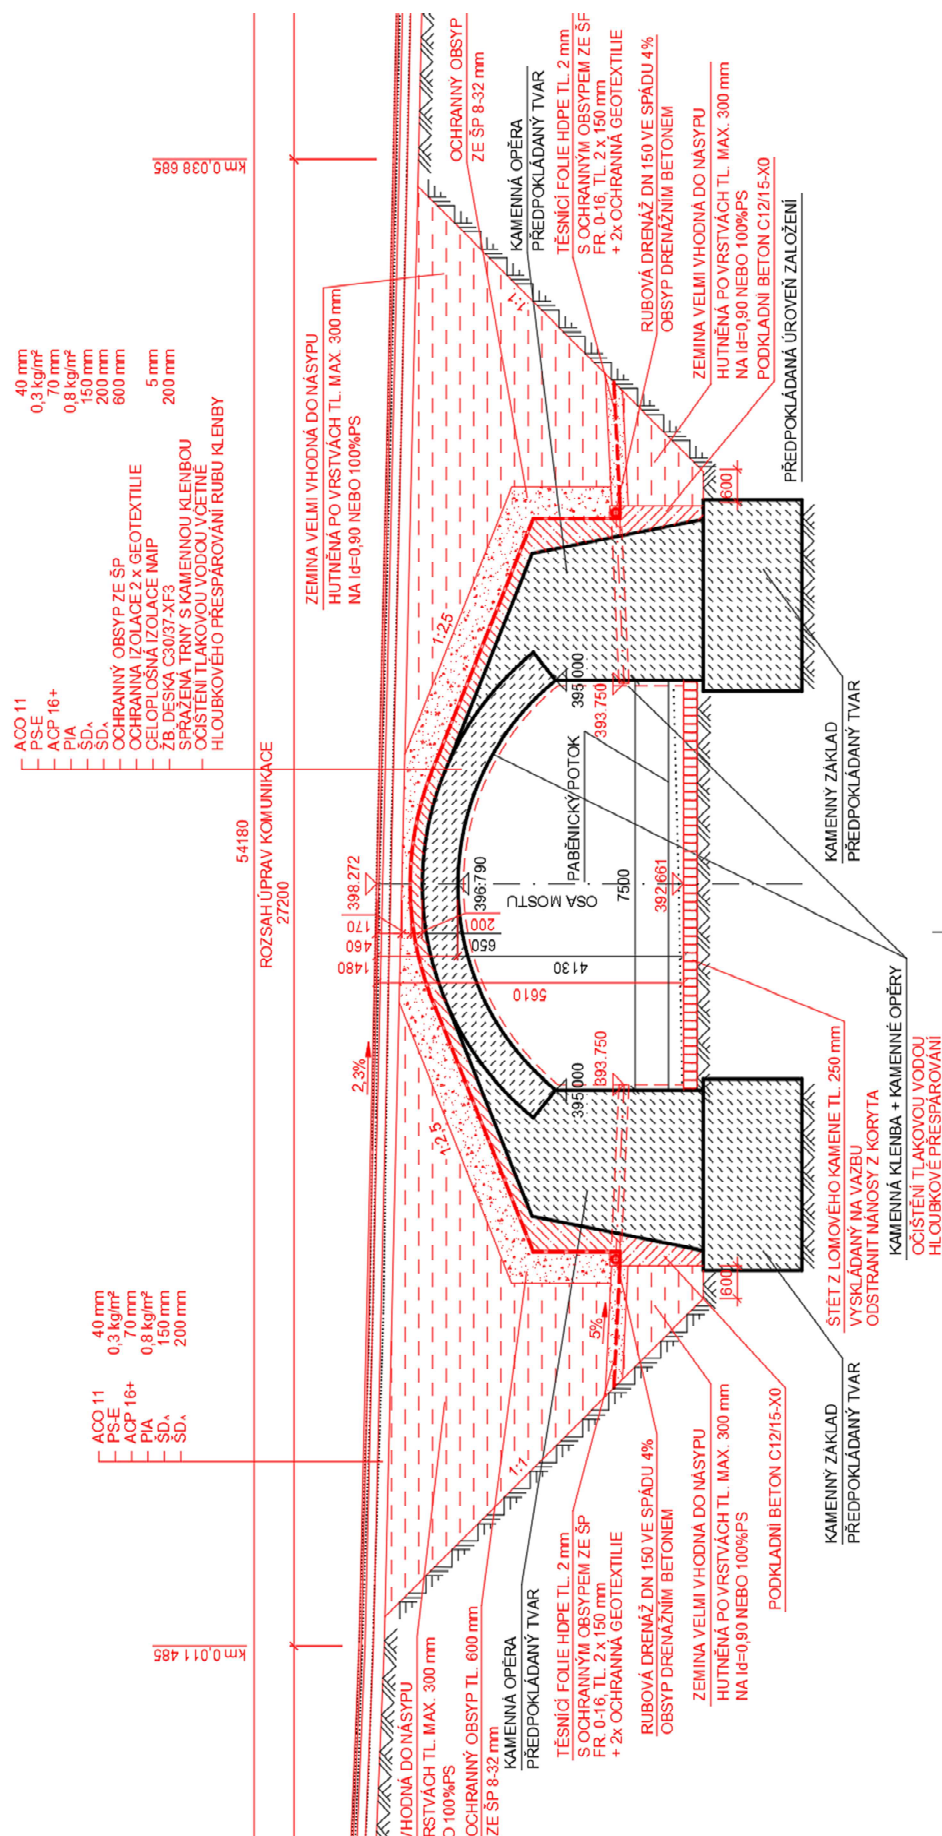 ACO 11 40 mm
PS-E 0,3 kg/m²
ACP 16+ 70 mm
PIA 0,8 kg/m²
ŠDA 150 mm
ŠDA 200 mm
ACO 11 40 mm
PS-E 0,3 kg/m²
ACP 16+ 70 mm
PIA 0,8 kg/m²
ŠDA 150 mm
ŠDA 200 mm
OCHRANNÝ OBSYP ZE ŠP 600 mm
OCHRANNA IZOLACE 2 x GEOTEXTILIE
CELOPLOŠNÁ IZOLACE NAIP 5 mm
ŽB. DESKA C30/37-XF3 200 mm
SPRAŽENA TRNY S KAMENNOU KLENBOU
OČIŠTĚNÍ TLAKOVOU VODOU VČETNĚ
HLOUBKOVÉHO PŘESPÁROVÁNÍ RUBU KLENBY
54180
ROZSAH ÚPRAV KOMUNIKACE
27200
km 0,011 485
km 0,038 685
ZEMINA VELMI VHODNÁ DO NÁSYPU
HUTNĚNÁ PO VRSTVÁCH TL. MAX. 300 mm
NA Id=0,90 NEBO 100%PS
2,3%
398.272
170
460
1480
200
650
5610
4130
396.790
1:2,5
1:2,5
1:1
1:1
5%
OSA MOSTU
PABĚNICKÝ POTOK
7500
392.661
395.000
393.750
395.000
393.750
600
600
VHODNÁ DO NÁSYPU
RSTVÁCH TL. MAX. 300 mm
O 100%PS
OCHRANNÝ OBSYP TL. 600 mm
ZE ŠP 8-32 mm
KAMENNÁ OPĚRA
PŘEDPOKLÁDANÝ TVAR
TĚSNÍCÍ FOLIE HDPE TL. 2 mm
S OCHRANNÝM OBSYPEM ZE ŠP
FR. 0-16, TL. 2 x 150 mm
+ 2x OCHRANNÁ GEOTEXTILIE
RUBOVÁ DRENÁŽ DN 150 VE SPÁDU 4%
OBSYP DRENÁŽNÍM BETONEM
ZEMINA VELMI VHODNÁ DO NÁSYPU
HUTNĚNÁ PO VRSTVÁCH TL. MAX. 300 mm
NA Id=0,90 NEBO 100%PS
PODKLADNÍ BETON C12/15-X0
KAMENNÝ ZÁKLAD
PŘEDPOKLÁDANÝ TVAR
ŠTĚT Z LOMOVÉHO KAMENE TL. 250 mm
VYSKLÁDANÝ NA VAZBU
ODSTRANIT NÁNOSY Z KORYTA
KAMENNÁ KLENBA + KAMENNÉ OPĚRY
OČIŠTĚNÍ TLAKOVOU VODOU
HLOUBKOVÉ PŘESPÁROVÁNÍ
OCHRANNÝ OBSYP
ZE ŠP 8-32 mm
KAMENNÁ OPĚRA
PŘEDPOKLÁDANÝ TVAR
TĚSNÍCÍ FOLIE HDPE TL. 2 mm
S OCHRANNÝM OBSYPEM ZE ŠP
FR. 0-16, TL. 2 x 150 mm
+ 2x OCHRANNÁ GEOTEXTILIE
RUBOVÁ DRENÁŽ DN 150 VE SPÁDU 4%
OBSYP DRENÁŽNÍM BETONEM
ZEMINA VELMI VHODNÁ DO NÁSYPU
HUTNĚNÁ PO VRSTVÁCH TL. MAX. 300 mm
NA Id=0,90 NEBO 100%PS
PODKLADNÍ BETON C12/15-X0
PŘEDPOKLÁDANÁ ÚROVEŇ ZALOŽENÍ
KAMENNÝ ZÁKLAD
PŘEDPOKLÁDANÝ TVAR